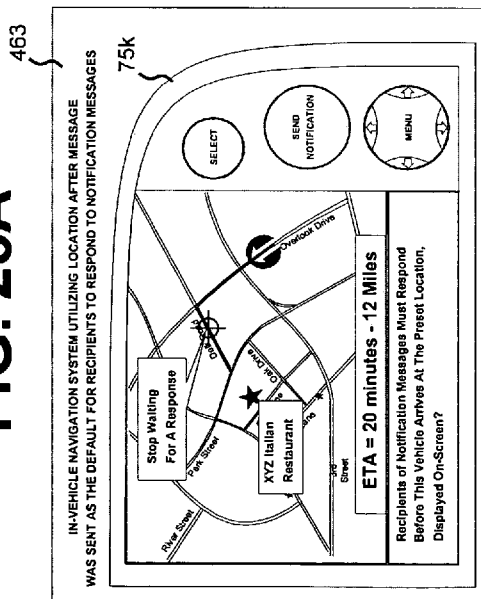 463
IN-VEHICLE NAVIGATION SYSTEM UTILIZING LOCATION AFTER MESSAGE
WAS SENT AS THE DEFAULT FOR RECIPIENTS TO RESPOND TO NOTIFICATION MESSAGES
75k
River Street
Park Street
Stop Waiting
For A Response
Oak Drive
Overlook Drive
XYZ Italian
Restaurant
3rd
Street
ETA = 20 minutes - 12 Miles
Recipients of Notification Messages Must Respond
Before This Vehicle Arrives At The Preset Location,
Displayed On-Screen?
SELECT
SEND
NOTIFICATION
MENU